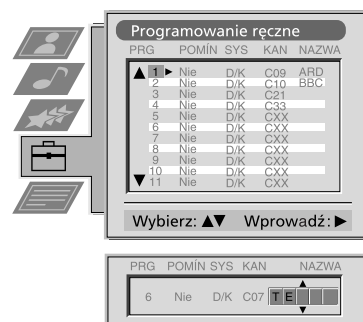 Programowanie ręczne
PRG POMÍN SYS KAN NAZWA
1 Nie D/K C09 ARD
2 Nie D/K C10 BBC
3 Nie D/K C21
4 Nie D/K C33
5 Nie D/K CXX
6 Nie D/K CXX
7 Nie D/K CXX
8 Nie D/K CXX
9 Nie D/K CXX
10 Nie D/K CXX
11 Nie D/K CXX
Wybierz: ▲▼ Wprowadź: ▶
PRG POMÍN SYS KAN NAZWA
6 Nie D/K C07 T E